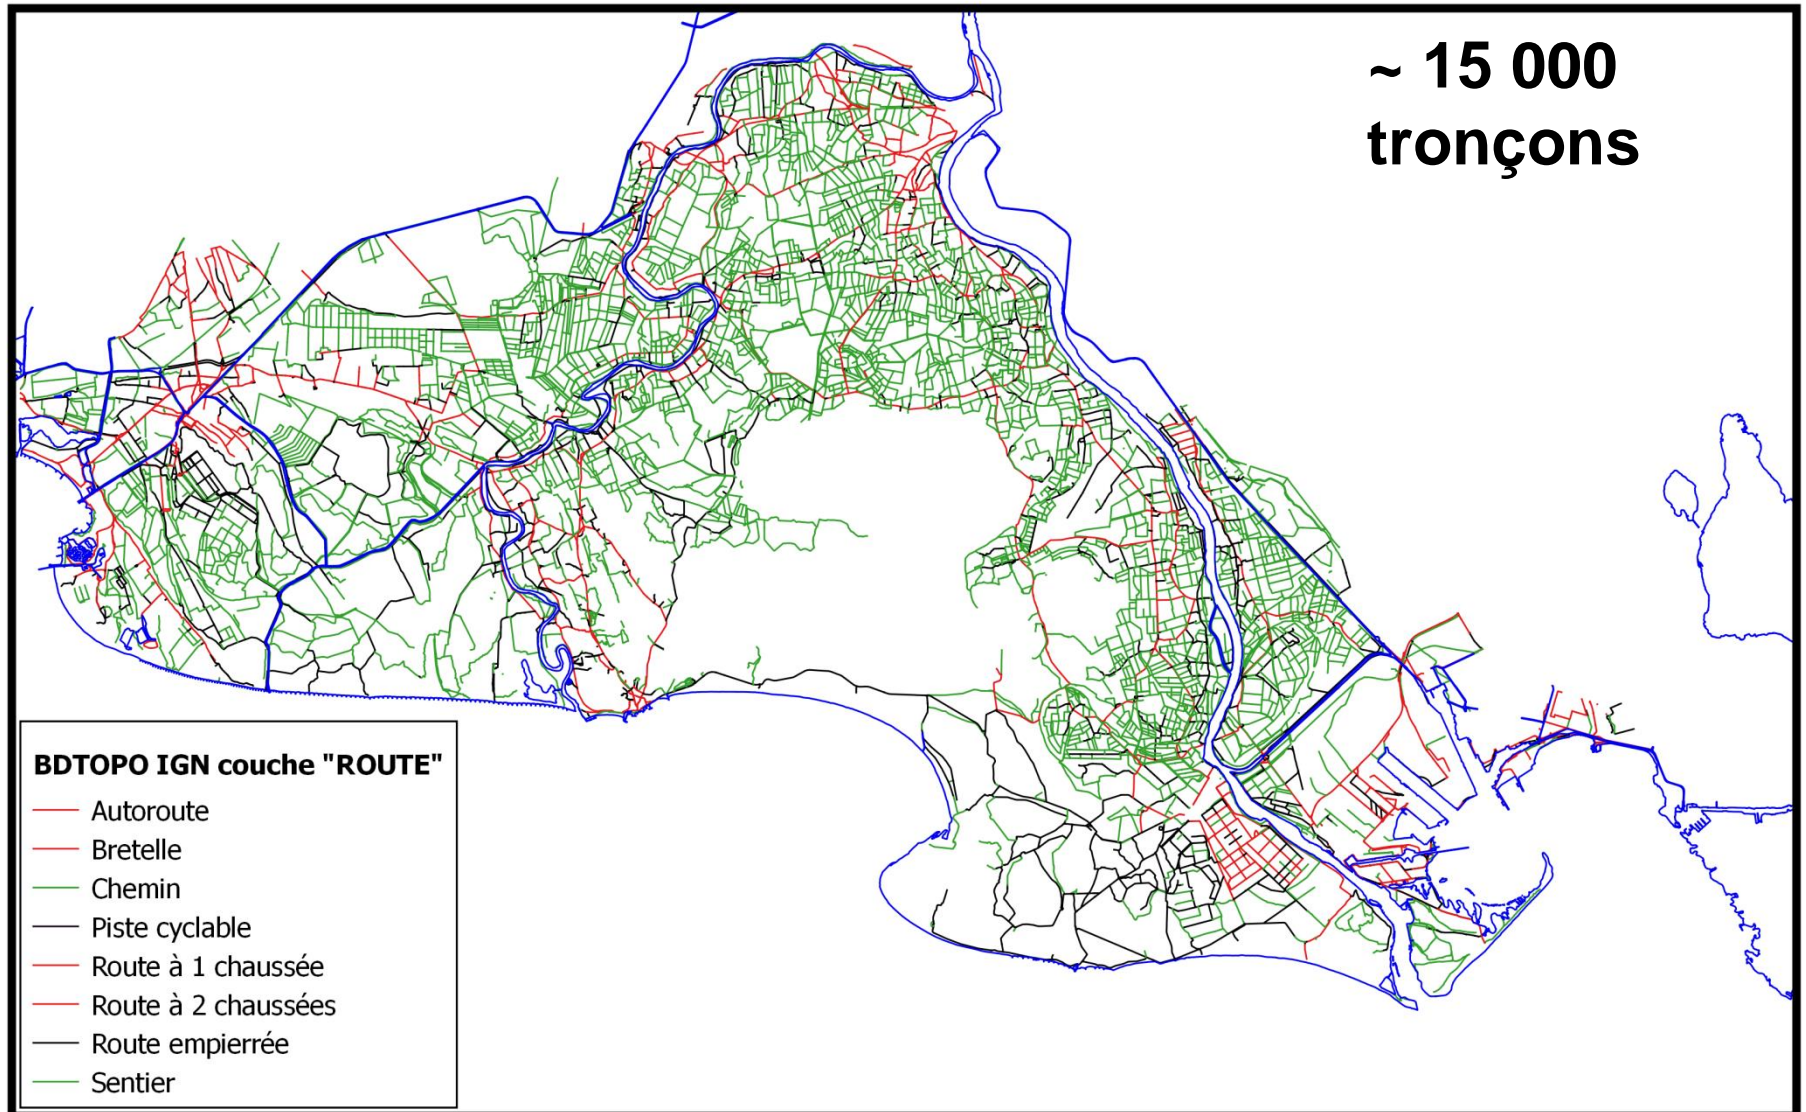 ~ 15 000
tronçons
BDTOPO IGN couche "ROUTE"
Autoroute
Bretelle
Chemin
Piste cyclable
Route à 1 chaussée
Route à 2 chaussées
Route empierrée
Sentier